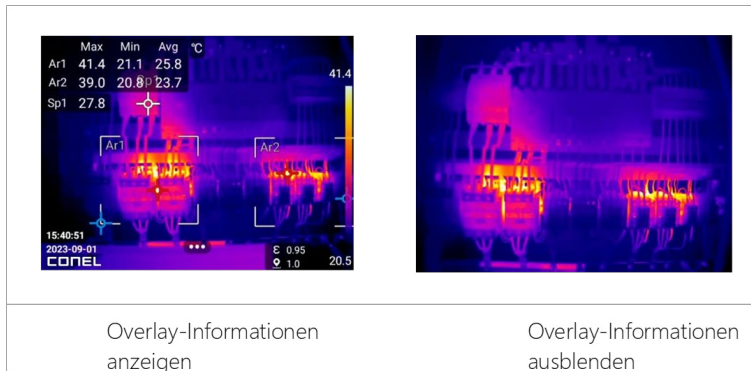 Max Min Avg ℃
Ar1 41.4 21.1 25.8
Ar2 39.0 20.8 23.7
Sp1
Sp1 27.8
41.4
Ar1
Ar2
15:40:51
2023-09-01
CONEL
•••
ε 0.95
1.0
20.5
Overlay-Informationen
anzeigen
Overlay-Informationen
ausblenden